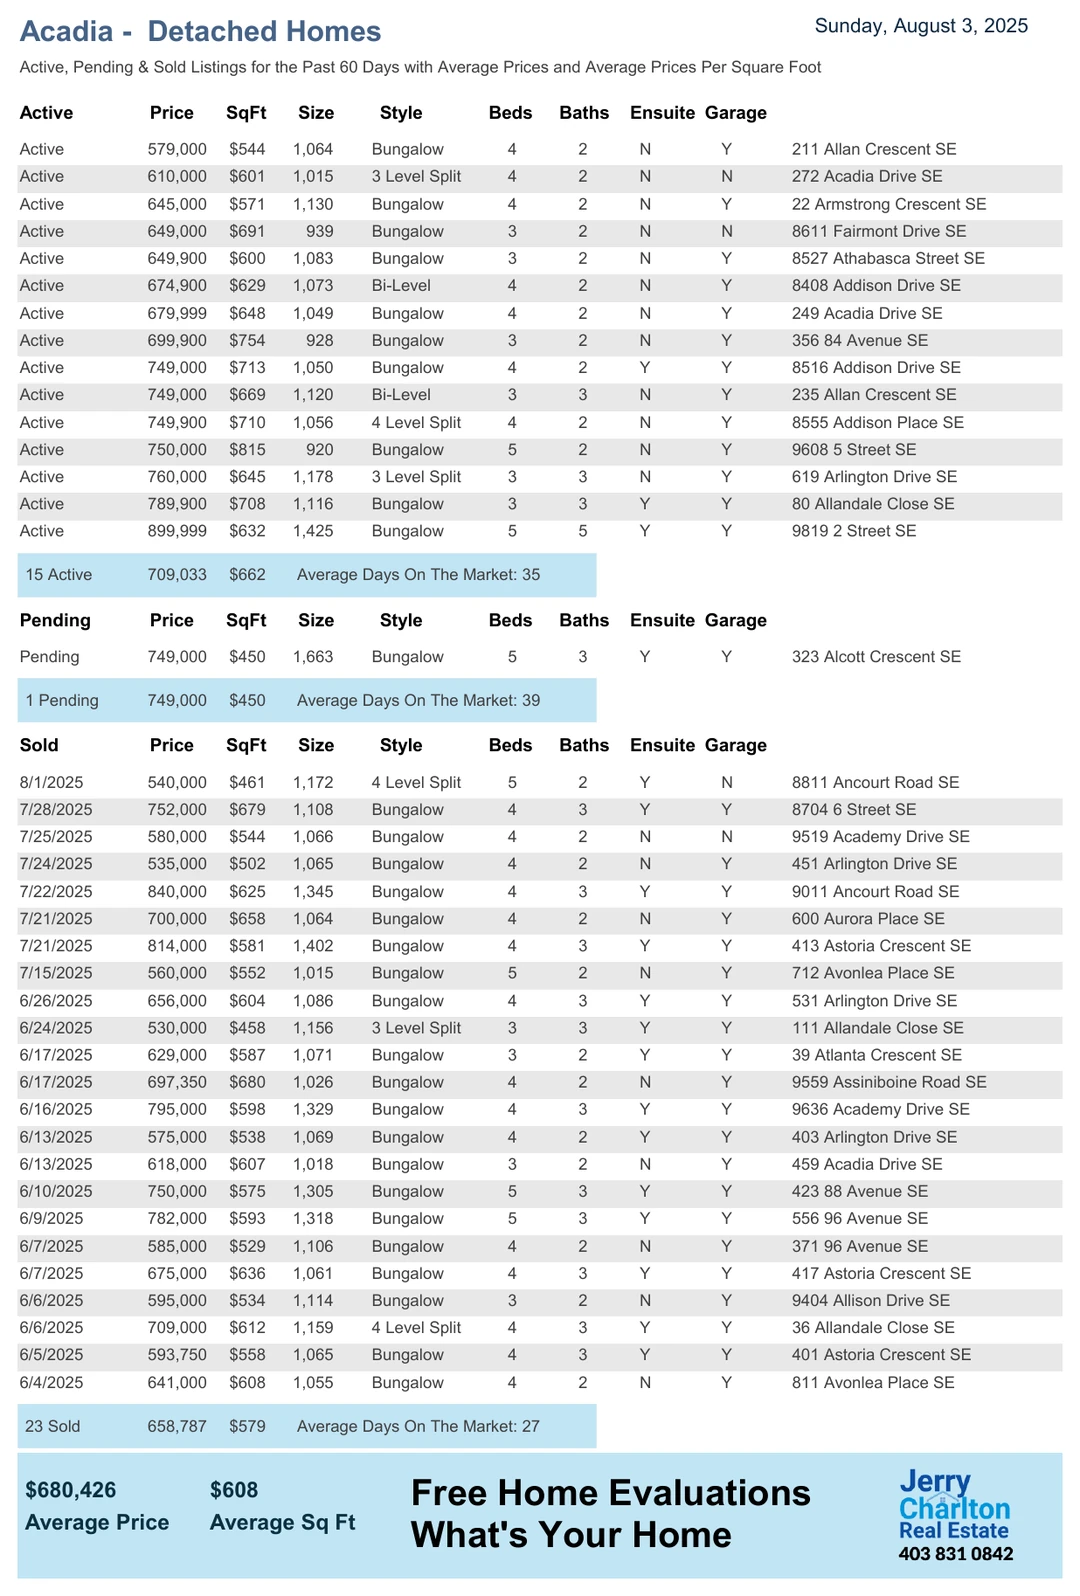 Acadia - Detached Homes
Sunday, August 3, 2025
Active, Pending & Sold Listings for the Past 60 Days with Average Prices and Average Prices Per Square Foot
Active Price SqFt Size Style Beds Baths Ensuite Garage
Active 579,000 $544 1,064 Bungalow 4 2 N Y 211 Allan Crescent SE
Active 610,000 $601 1,015 3 Level Split 4 2 N N 272 Acadia Drive SE
Active 645,000 $571 1,130 Bungalow 4 2 N Y 22 Armstrong Crescent SE
Active 649,000 $691 939 Bungalow 3 2 N N 8611 Fairmont Drive SE
Active 649,900 $600 1,083 Bungalow 3 2 N Y 8527 Athabasca Street SE
Active 674,900 $629 1,073 Bi-Level 4 2 N Y 8408 Addison Drive SE
Active 679,999 $648 1,049 Bungalow 4 2 N Y 249 Acadia Drive SE
Active 699,900 $754 928 Bungalow 3 2 N Y 356 84 Avenue SE
Active 749,000 $713 1,050 Bungalow 4 2 Y Y 8516 Addison Drive SE
Active 749,000 $669 1,120 Bi-Level 3 3 N Y 235 Allan Crescent SE
Active 749,900 $710 1,056 4 Level Split 4 2 N Y 8555 Addison Place SE
Active 750,000 $815 920 Bungalow 5 2 N Y 9608 5 Street SE
Active 760,000 $645 1,178 3 Level Split 3 3 N Y 619 Arlington Drive SE
Active 789,900 $708 1,116 Bungalow 3 3 Y Y 80 Allandale Close SE
Active 899,999 $632 1,425 Bungalow 5 5 Y Y 9819 2 Street SE
15 Active 709,033 $662 Average Days On The Market: 35
Pending Price SqFt Size Style Beds Baths Ensuite Garage
Pending 749,000 $450 1,663 Bungalow 5 3 Y Y 323 Alcott Crescent SE
1 Pending 749,000 $450 Average Days On The Market: 39
Sold Price SqFt Size Style Beds Baths Ensuite Garage
8/1/2025 540,000 $461 1,172 4 Level Split 5 2 Y N 8811 Ancourt Road SE
7/28/2025 752,000 $679 1,108 Bungalow 4 3 Y Y 8704 6 Street SE
7/25/2025 580,000 $544 1,066 Bungalow 4 2 N N 9519 Academy Drive SE
7/24/2025 535,000 $502 1,065 Bungalow 4 2 N Y 451 Arlington Drive SE
7/22/2025 840,000 $625 1,345 Bungalow 4 3 Y Y 9011 Ancourt Road SE
7/21/2025 700,000 $658 1,064 Bungalow 4 2 N Y 600 Aurora Place SE
7/21/2025 814,000 $581 1,402 Bungalow 4 3 Y Y 413 Astoria Crescent SE
7/15/2025 560,000 $552 1,015 Bungalow 5 2 N Y 712 Avonlea Place SE
6/26/2025 656,000 $604 1,086 Bungalow 4 3 Y Y 531 Arlington Drive SE
6/24/2025 530,000 $458 1,156 3 Level Split 3 3 Y Y 111 Allandale Close SE
6/17/2025 629,000 $587 1,071 Bungalow 3 2 Y Y 39 Atlanta Crescent SE
6/17/2025 697,350 $680 1,026 Bungalow 4 2 N Y 9559 Assiniboine Road SE
6/16/2025 795,000 $598 1,329 Bungalow 4 3 Y Y 9636 Academy Drive SE
6/13/2025 575,000 $538 1,069 Bungalow 4 2 Y Y 403 Arlington Drive SE
6/13/2025 618,000 $607 1,018 Bungalow 3 2 N Y 459 Acadia Drive SE
6/10/2025 750,000 $575 1,305 Bungalow 5 3 Y Y 423 88 Avenue SE
6/9/2025 782,000 $593 1,318 Bungalow 5 3 Y Y 556 96 Avenue SE
6/7/2025 585,000 $529 1,106 Bungalow 4 2 N Y 371 96 Avenue SE
6/7/2025 675,000 $636 1,061 Bungalow 4 3 Y Y 417 Astoria Crescent SE
6/6/2025 595,000 $534 1,114 Bungalow 3 2 N Y 9404 Allison Drive SE
6/6/2025 709,000 $612 1,159 4 Level Split 4 3 Y Y 36 Allandale Close SE
6/5/2025 593,750 $558 1,065 Bungalow 4 3 Y Y 401 Astoria Crescent SE
6/4/2025 641,000 $608 1,055 Bungalow 4 2 N Y 811 Avonlea Place SE
23 Sold 658,787 $579 Average Days On The Market: 27
$680,426 $608
Average Price Average Sq Ft
Free Home Evaluations
What's Your Home
Jerry
Charlton
Real Estate
403 831 0842